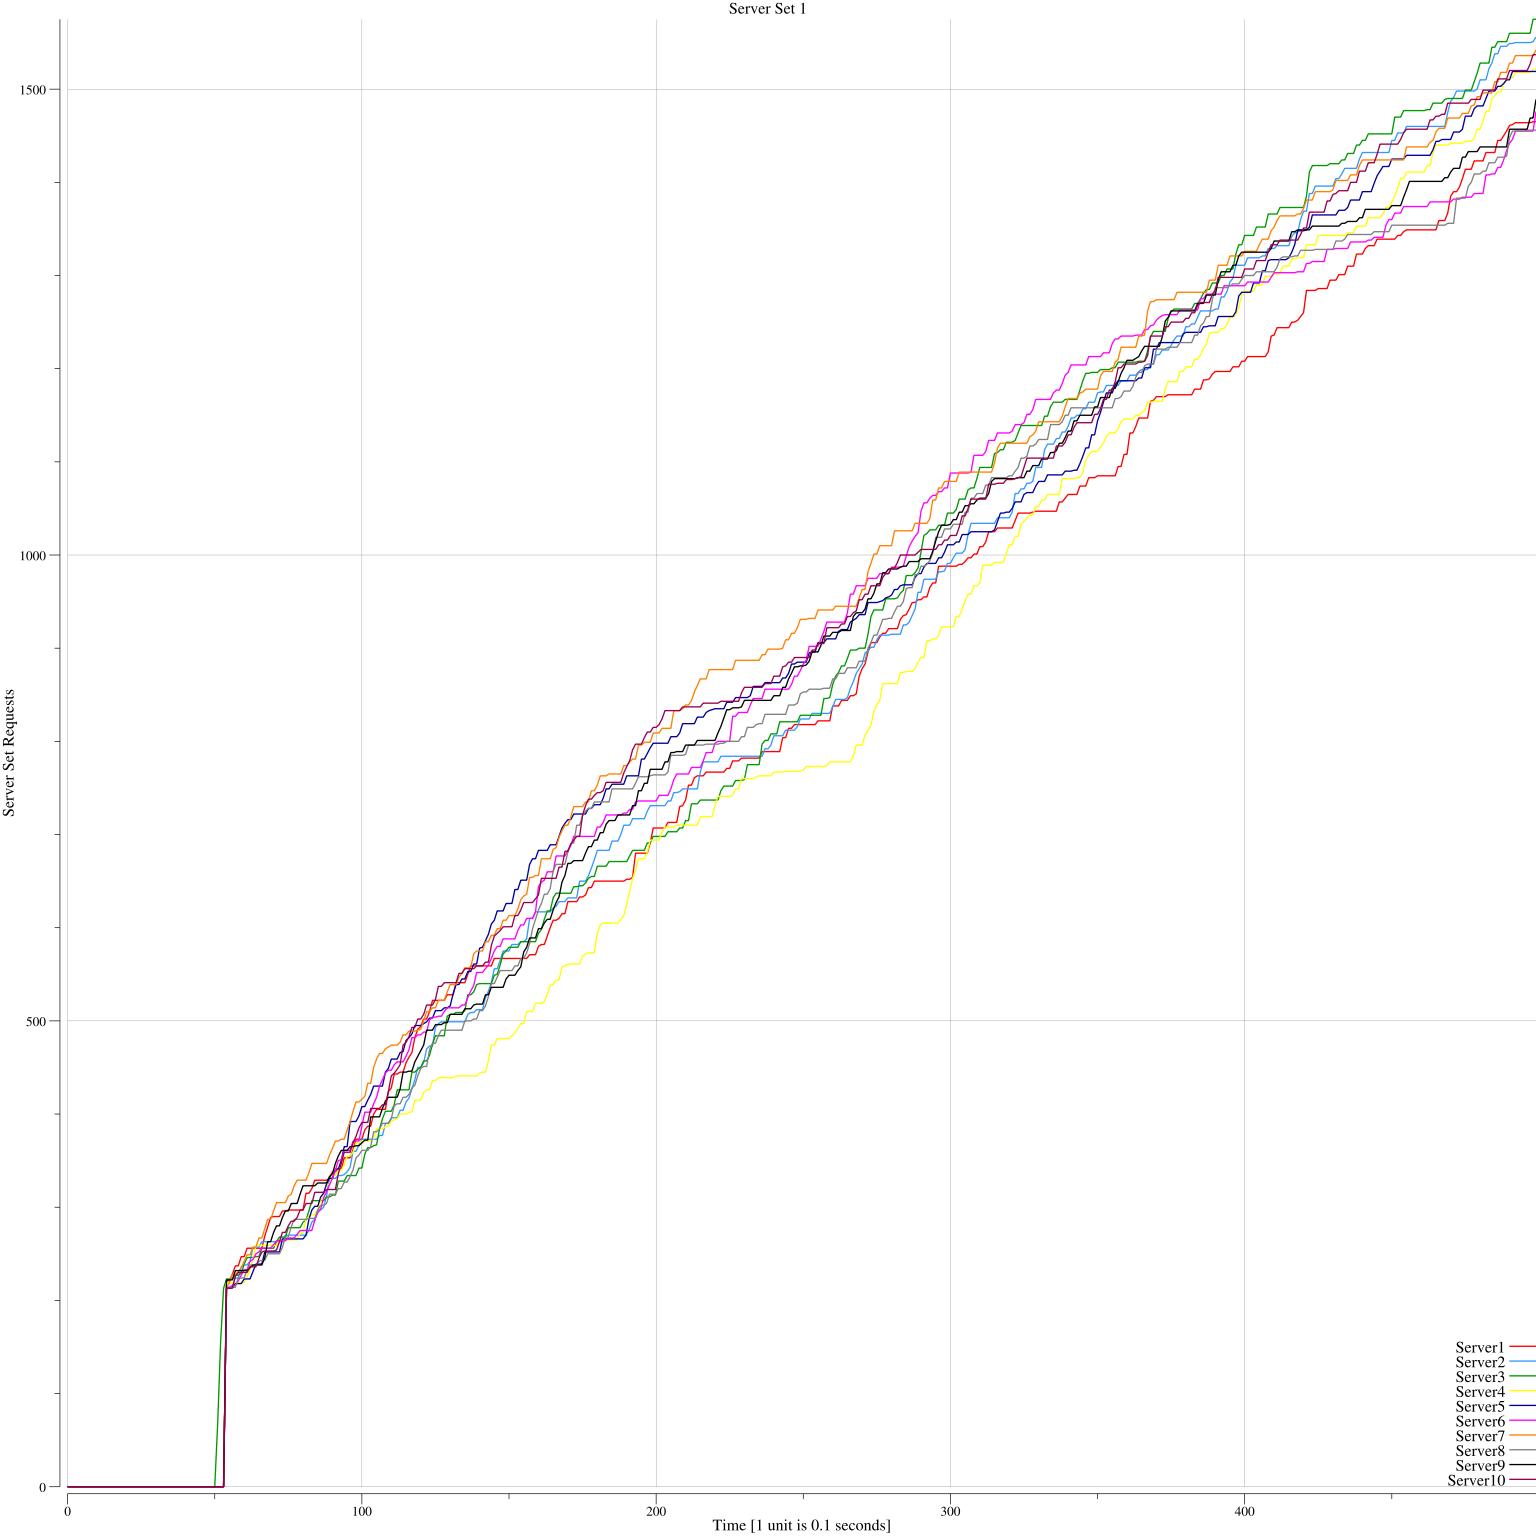 Server Set 1
1500
1000
500
0
Server Set Requests
0
100
200
300
400
Time [1 unit is 0.1 seconds]
Server1
Server2
Server3
Server4
Server5
Server6
Server7
Server8
Server9
Server10